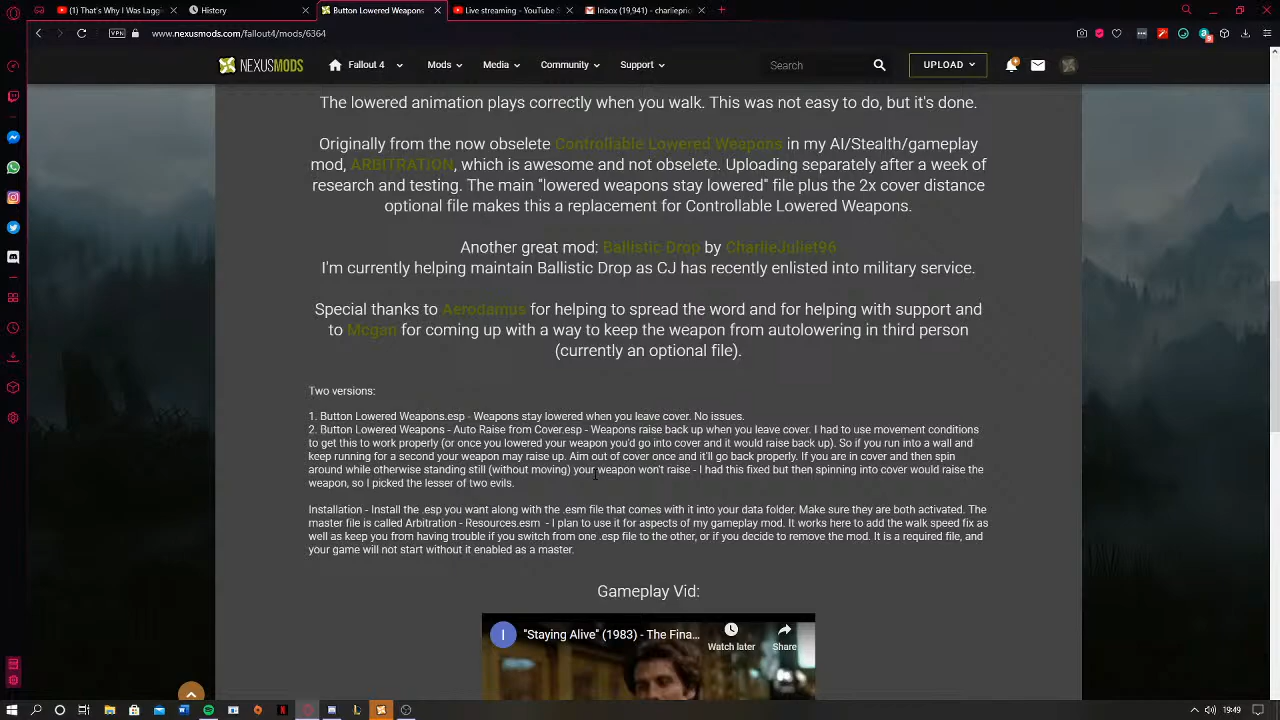 (1) That's Why I Was Laggi
History
Button Lowered Weapons
Live streaming - YouTube S
Inbox (19,941) - charliepric
VPN
www.nexusmods.com/fallout4/mods/6364
NEXUSMODS
Fallout 4
Mods
Media
Community
Support
Search
UPLOAD
The lowered animation plays correctly when you walk. This was not easy to do, but it's done.
Originally from the now obselete Controllable Lowered Weapons in my AI/Stealth/gameplay
mod, ARBITRATION, which is awesome and not obsolete. Uploading separately after a week of
research and testing. The main "lowered weapons stay lowered" file plus the 2x cover distance
optional file makes this a replacement for Controllable Lowered Weapons.
Another great mod: Ballistic Drop by CharlieJuliet96
I'm currently helping maintain Ballistic Drop as CJ has recently enlisted into military service.
Special thanks to Aerodamus for helping to spread the word and for helping with support and
to Mcgan for coming up with a way to keep the weapon from autolowering in third person
(currently an optional file).
Two versions:
1. Button Lowered Weapons.esp - Weapons stay lowered when you leave cover. No issues.
2. Button Lowered Weapons - Auto Raise from Cover.esp - Weapons raise back up when you leave cover. I had to use movement conditions
to get this to work properly (or once you lowered your weapon you'd go into cover and it would raise back up). So if you run into a wall and
keep running for a second your weapon may raise up. Aim out of cover once and it'll go back properly. If you are in cover and then spin
around while otherwise standing still (without moving) your weapon won't raise - I had this fixed but then spinning into cover would raise the
weapon, so I picked the lesser of two evils.
Installation - Install the .esp you want along with the .esm file that comes with it into your data folder. Make sure they are both activated. The
master file is called Arbitration - Resources.esm - I plan to use it for aspects of my gameplay mod. It works here to add the walk speed fix as
well as keep you from having trouble if you switch from one .esp file to the other, or if you decide to remove the mod. It is a required file, and
your game will not start without it enabled as a master.
Gameplay Vid:
I
"Staying Alive" (1983) - The Fina...
Watch later
Share
19:49